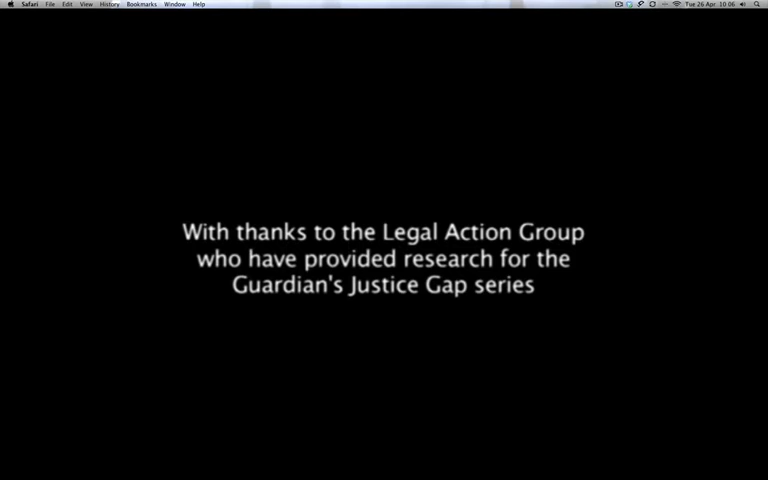 Safari File Edit View History Bookmarks Window Help Tue 26 Apr 10 06
With thanks to the Legal Action Group
who have provided research for the
Guardian's Justice Gap series